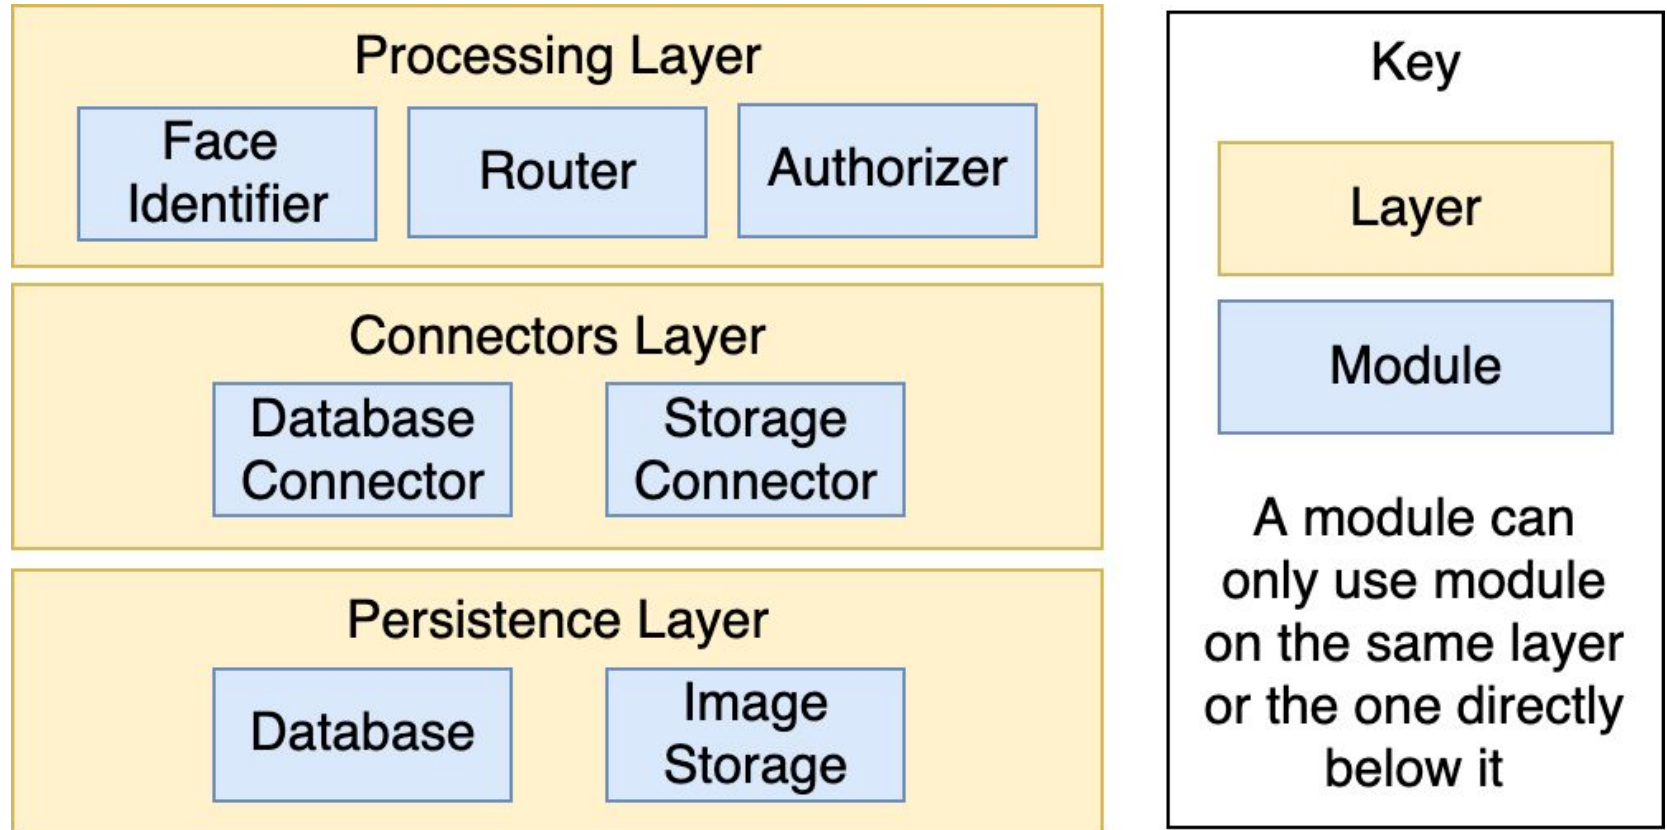 Processing Layer
Face
Identifier
Router
Authorizer
Connectors Layer
Database
Connector
Storage
Connector
Persistence Layer
Database
Image
Storage
Key
Layer
Module
A module can
only use module
on the same layer
or the one directly
below it